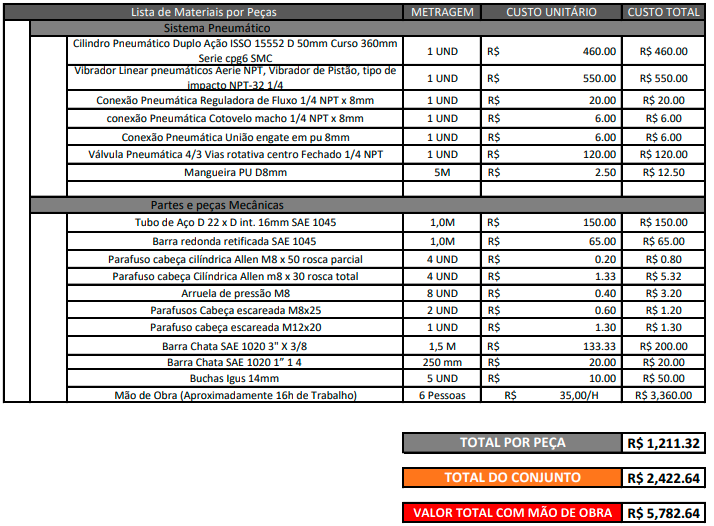 Lista de Materiais por Peças METRAGEM CUSTO UNITÁRIO CUSTO TOTAL
Sistema Pneumático
Cilindro Pneumático Duplo Ação ISSO 15552 D 50mm Curso 360mm
Serie cpg6 SMC 1 UND R$ 460.00 R$ 460.00
Vibrador Linear pneumáticos Aerie NPT, Vibrador de Pistão, tipo de
impacto NPT-32 1/4 1 UND R$ 550.00 R$ 550.00
Conexão Pneumática Reguladora de Fluxo 1/4 NPT x 8mm 1 UND R$ 20.00 R$ 20.00
conexão Pneumática Cotovelo macho 1/4 NPT x 8mm 1 UND R$ 6.00 R$ 6.00
Conexão Pneumática União engate em pu 8mm 1 UND R$ 6.00 R$ 6.00
Válvula Pneumática 4/3 Vias rotativa centro Fechado 1/4 NPT 1 UND R$ 120.00 R$ 120.00
Mangueira PU D8mm 5M R$ 2.50 R$ 12.50
Partes e peças Mecânicas
Tubo de Aço D 22 x D int. 16mm SAE 1045 1,0M R$ 150.00 R$ 150.00
Barra redonda retificada SAE 1045 1,0M R$ 65.00 R$ 65.00
Parafuso cabeça cilíndrica Allen M8 x 50 rosca parcial 4 UND R$ 0.20 R$ 0.80
Parafuso cabeça Cilíndrica Allen m8 x 30 rosca total 4 UND R$ 1.33 R$ 5.32
Arruela de pressão M8 8 UND R$ 0.40 R$ 3.20
Parafusos Cabeça escareada M8x25 2 UND R$ 0.60 R$ 1.20
Parafuso cabeça escareada M12x20 1 UND R$ 1.30 R$ 1.30
Barra Chata SAE 1020 3" X 3/8 1,5 M R$ 133.33 R$ 200.00
Barra Chata SAE 1020 1” 1 4 250 mm R$ 20.00 R$ 20.00
Buchas Igus 14mm 5 UND R$ 10.00 R$ 50.00
Mão de Obra (Aproximadamente 16h de Trabalho) 6 Pessoas R$ 35,00/H R$ 3,360.00
TOTAL POR PEÇA R$ 1,211.32
TOTAL DO CONJUNTO R$ 2,422.64
VALOR TOTAL COM MÃO DE OBRA R$ 5,782.64